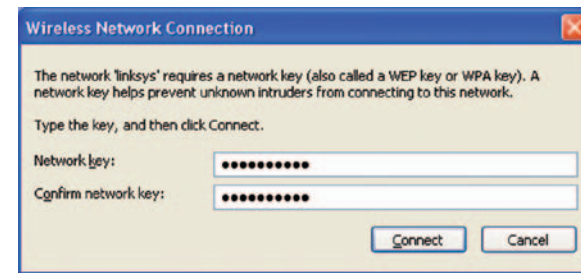 Wireless Network Connection
The network 'linksys' requires a network key (also called a WEP key or WPA key). A
network key helps prevent unknown intruders from connecting to this network.
Type the key, and then click Connect.
Network key: ●●●●●●●●●●
Confirm network key: ●●●●●●●●●●
Connect Cancel